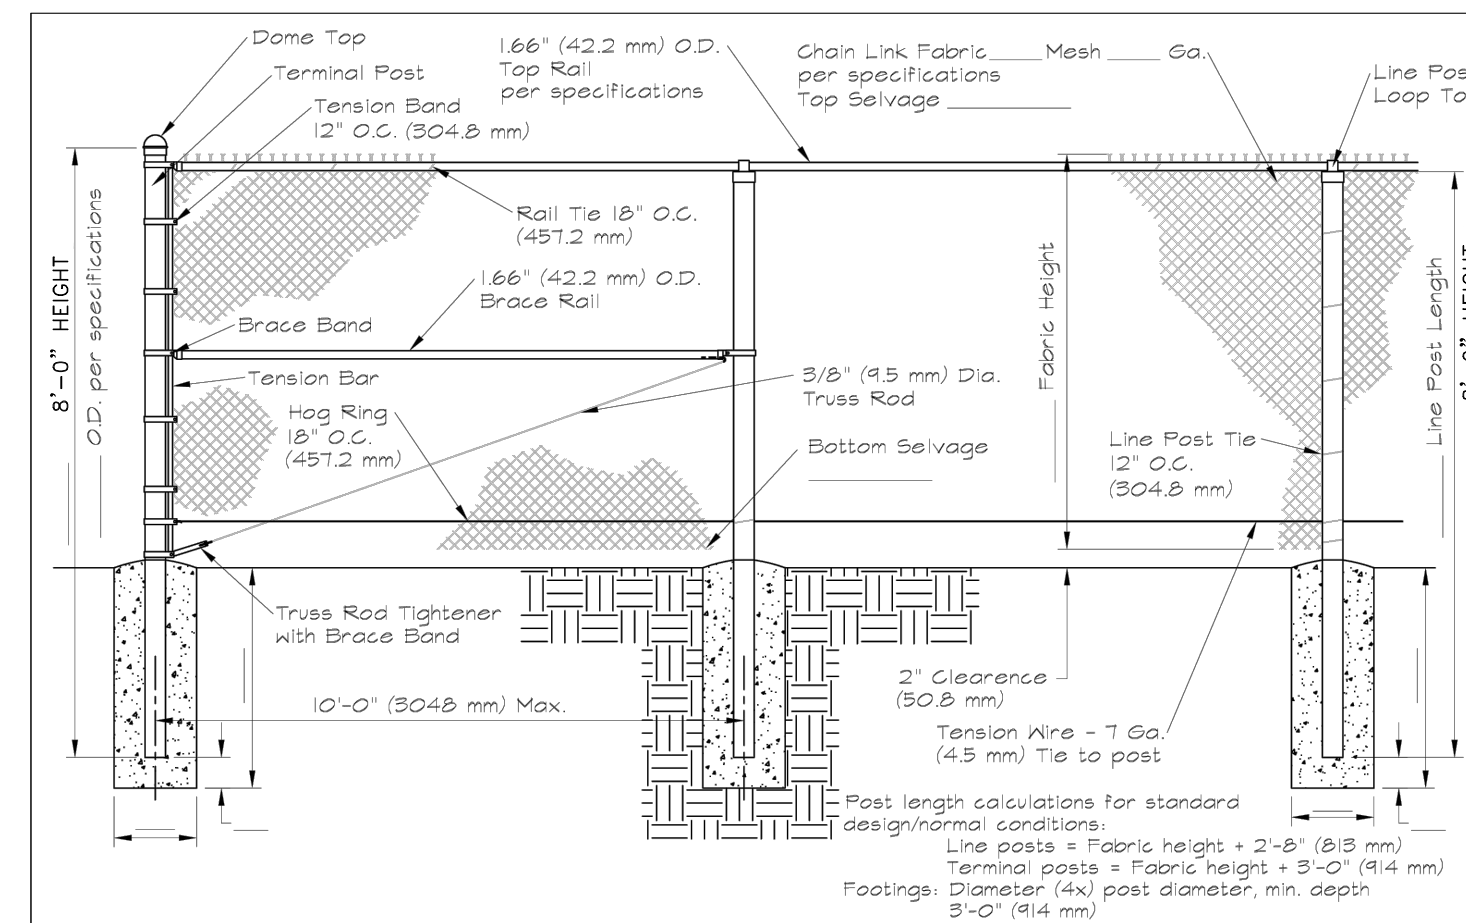 Dome Top
Terminal Post
Tension Band
12" O.C. (304.8 mm)
1.66" (42.2 mm) O.D.
Top Rail
per specifications
Chain Link Fabric____ Mesh ____ Ga.
per specifications
Top Selvage __________
Line Pos
Loop To
8'-0" HEIGHT
O.D. per specifications
Rail Tie 18" O.C.
(457.2 mm)
1.66" (42.2 mm) O.D.
Brace Rail
Brace Band
Tension Bar
Hog Ring
18" O.C.
(457.2 mm)
3/8" (9.5 mm) Dia.
Truss Rod
Bottom Selvage
__________
Fabric Height
Line Post Tie
12" O.C.
(304.8 mm)
Line Post Length
Truss Rod Tightener
with Brace Band
10'-0" (3048 mm) Max.
2" Clearence
(50.8 mm)
Tension Wire - 7 Ga.
(4.5 mm) Tie to post
Post length calculations for standard
design/normal conditions:
Line posts = Fabric height + 2'-8" (813 mm)
Terminal posts = Fabric height + 3'-0" (914 mm)
Footings: Diameter (4x) post diameter, min. depth
3'-0" (914 mm)